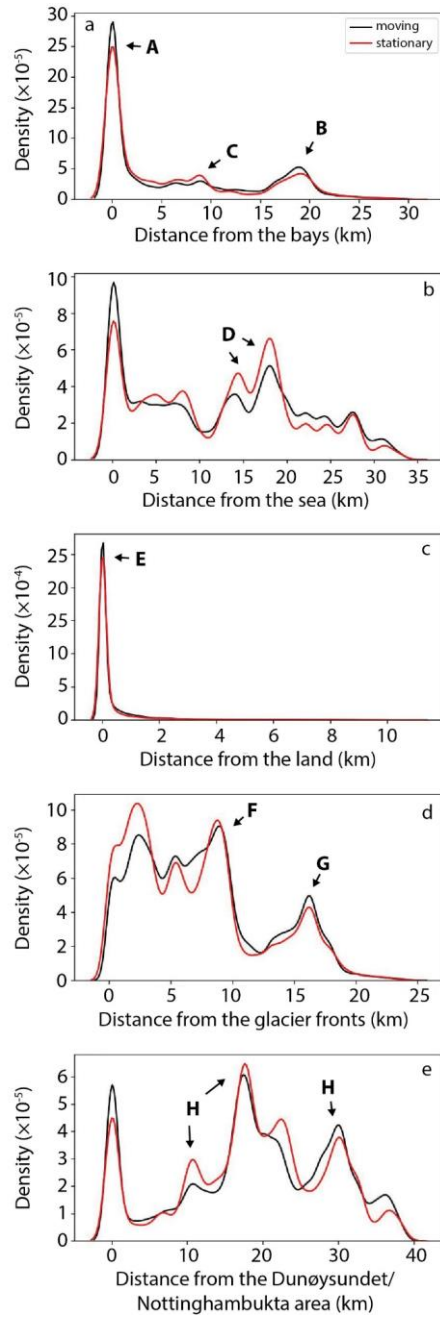 a
moving
stationary
A
B
C
30
25
20
15
10
5
0
Density (×10⁻⁵)
0 5 10 15 20 25 30
Distance from the bays (km)
b
D
10
8
6
4
2
0
Density (×10⁻⁵)
0 5 10 15 20 25 30 35
Distance from the sea (km)
c
E
25
20
15
10
5
0
Density (×10⁻⁴)
0 2 4 6 8 10
Distance from the land (km)
d
F
G
10
8
6
4
2
0
Density (×10⁻⁵)
0 5 10 15 20 25
Distance from the glacier fronts (km)
e
H
H
6
5
4
3
2
1
0
Density (×10⁻⁵)
0 10 20 30 40
Distance from the Dunøysundet/
Nottinghambukta area (km)